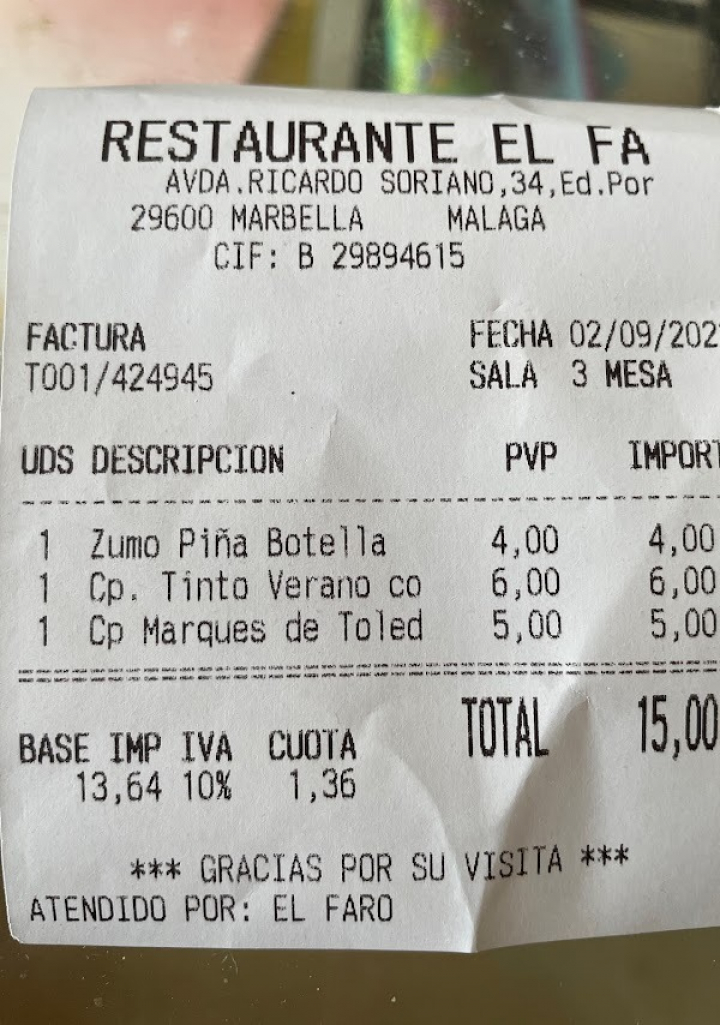 RESTAURANTE EL FA
AVDA.RICARDO SORIANO,34,Ed.Por
29600 MARBELLA MALAGA
CIF: B 29894615
FACTURA FECHA 02/09/202
T001/424945 SALA 3 MESA
UDS DESCRIPCION PVP IMPORT
1 Zumo Piña Botella 4,00 4,00
1 Cp. Tinto Verano co 6,00 6,00
1 Cp Marques de Toled 5,00 5,00
TOTAL 15,00
BASE IMP IVA CUOTA
13,64 10% 1,36
*** GRACIAS POR SU VISITA ***
ATENDIDO POR: EL FARO